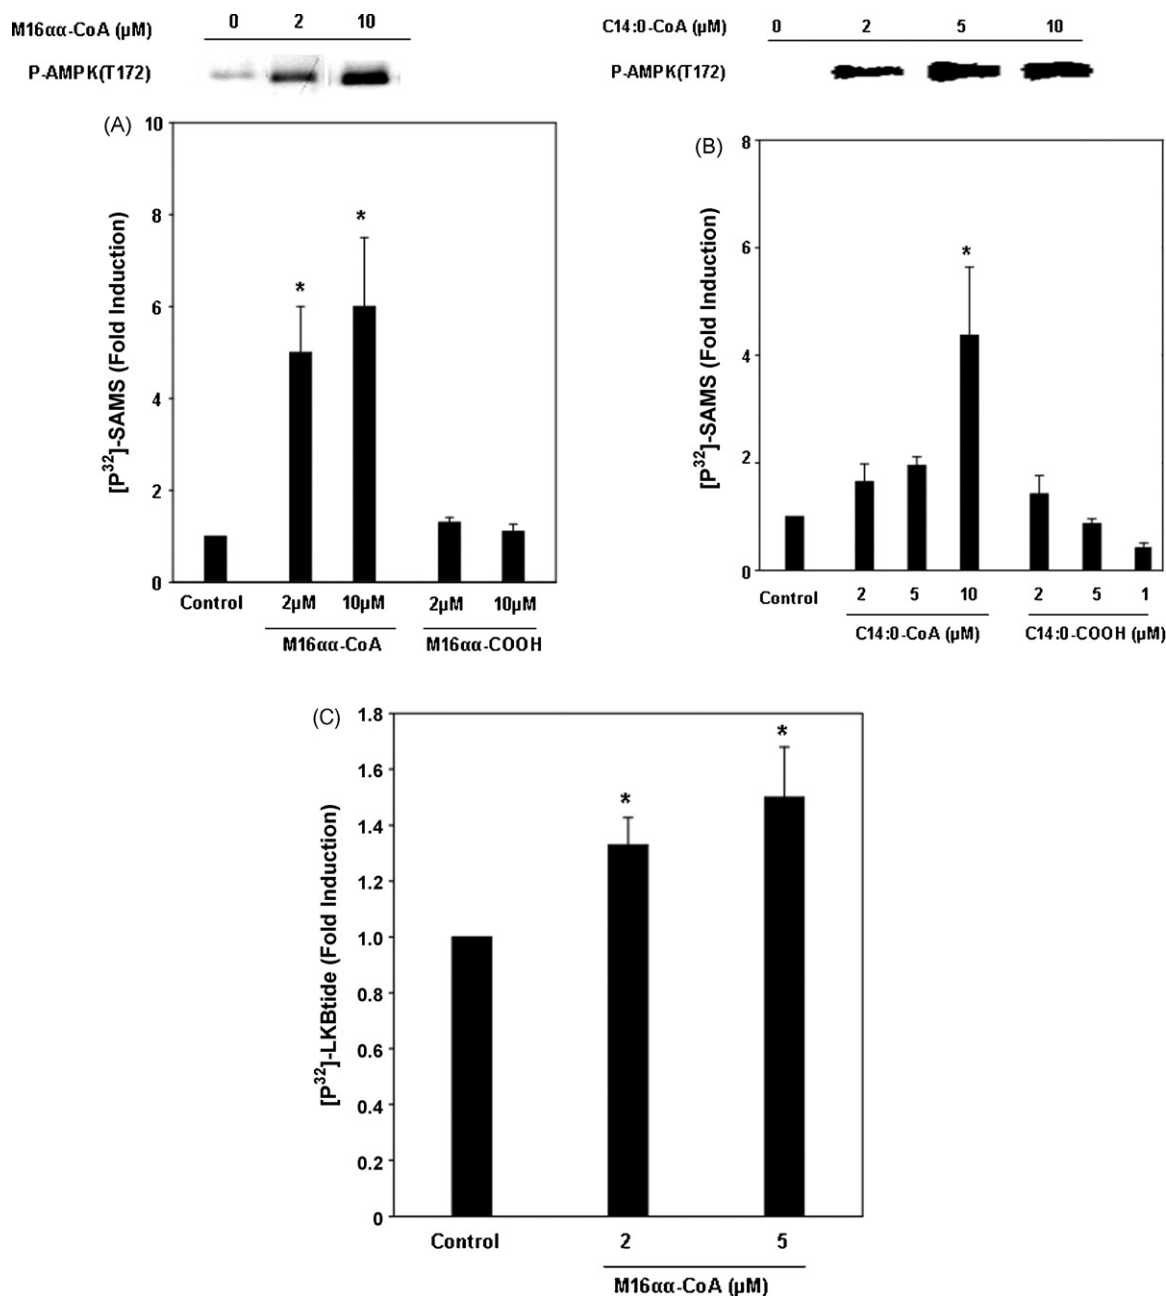 M16αα-CoA (µM) 0 2 10
P-AMPK(T172)
C14:0-CoA (µM) 0 2 5 10
P-AMPK(T172)
(A)
[P³²]-SAMS (Fold Induction)
10
8
6
4
2
0
* *
Control 2µM 10µM 2µM 10µM
M16αα-CoA M16αα-COOH
(B)
[P³²]-SAMS (Fold Induction)
8
6
4
2
0
*
Control 2 5 10 2 5 1
C14:0-CoA (µM) C14:0-COOH (µM)
(C)
[P³²]-LKBtide (Fold Induction)
1.8
1.6
1.4
1.2
1.0
0.8
0.6
0.4
0.2
0
* *
Control 2 5
M16αα-CoA (µM)